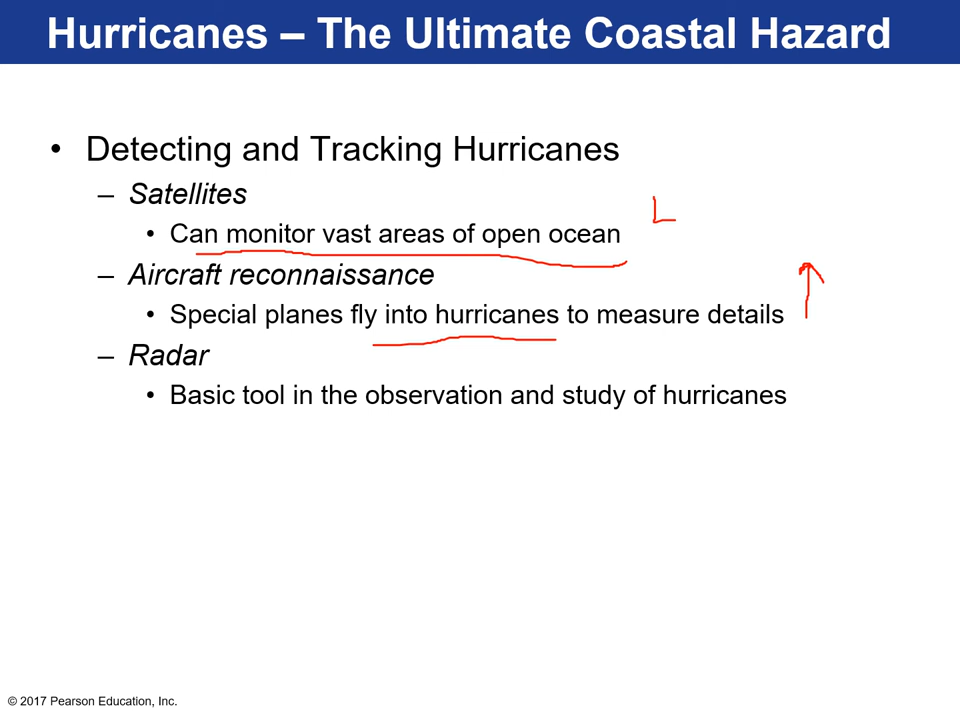 Hurricanes – The Ultimate Coastal Hazard
• Detecting and Tracking Hurricanes
– Satellites
• Can monitor vast areas of open ocean
L
– Aircraft reconnaissance
• Special planes fly into hurricanes to measure details
– Radar
• Basic tool in the observation and study of hurricanes
© 2017 Pearson Education, Inc.